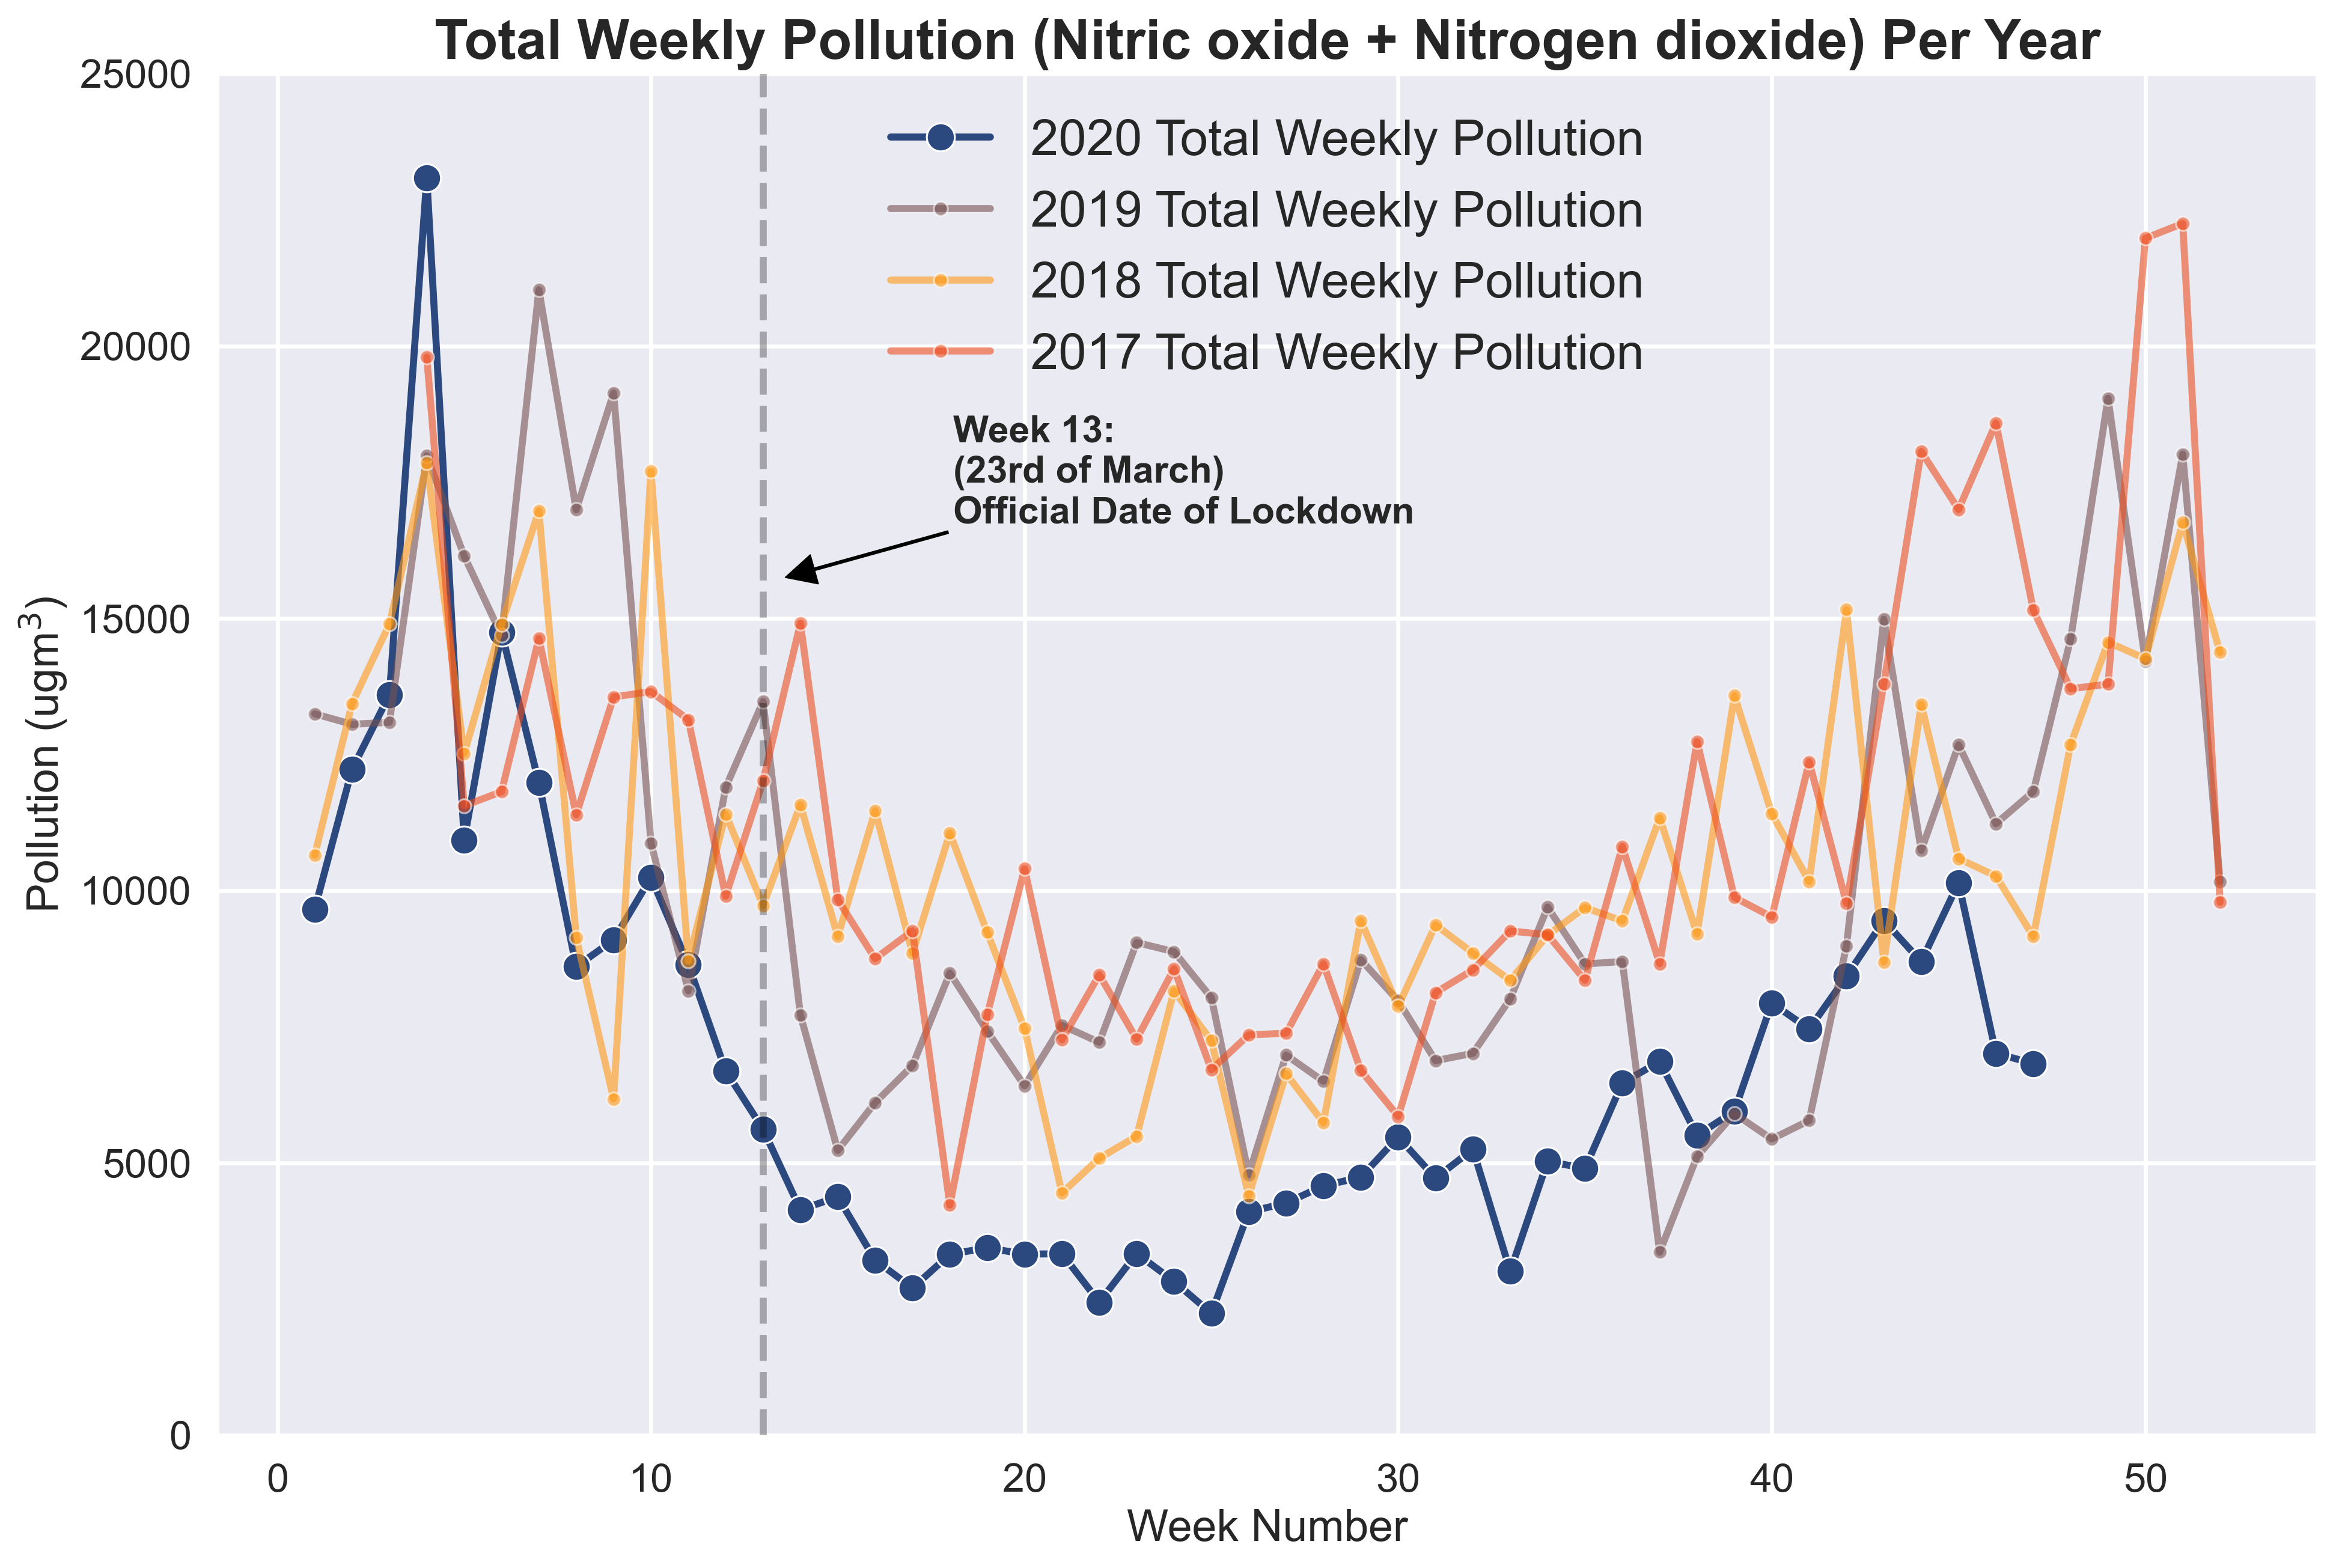 Total Weekly Pollution (Nitric oxide + Nitrogen dioxide) Per Year
25000
20000
15000
10000
5000
0
Pollution (ugm³)
2020 Total Weekly Pollution
2019 Total Weekly Pollution
2018 Total Weekly Pollution
2017 Total Weekly Pollution
Week 13:
(23rd of March)
Official Date of Lockdown
0 10 20 30 40 50
Week Number